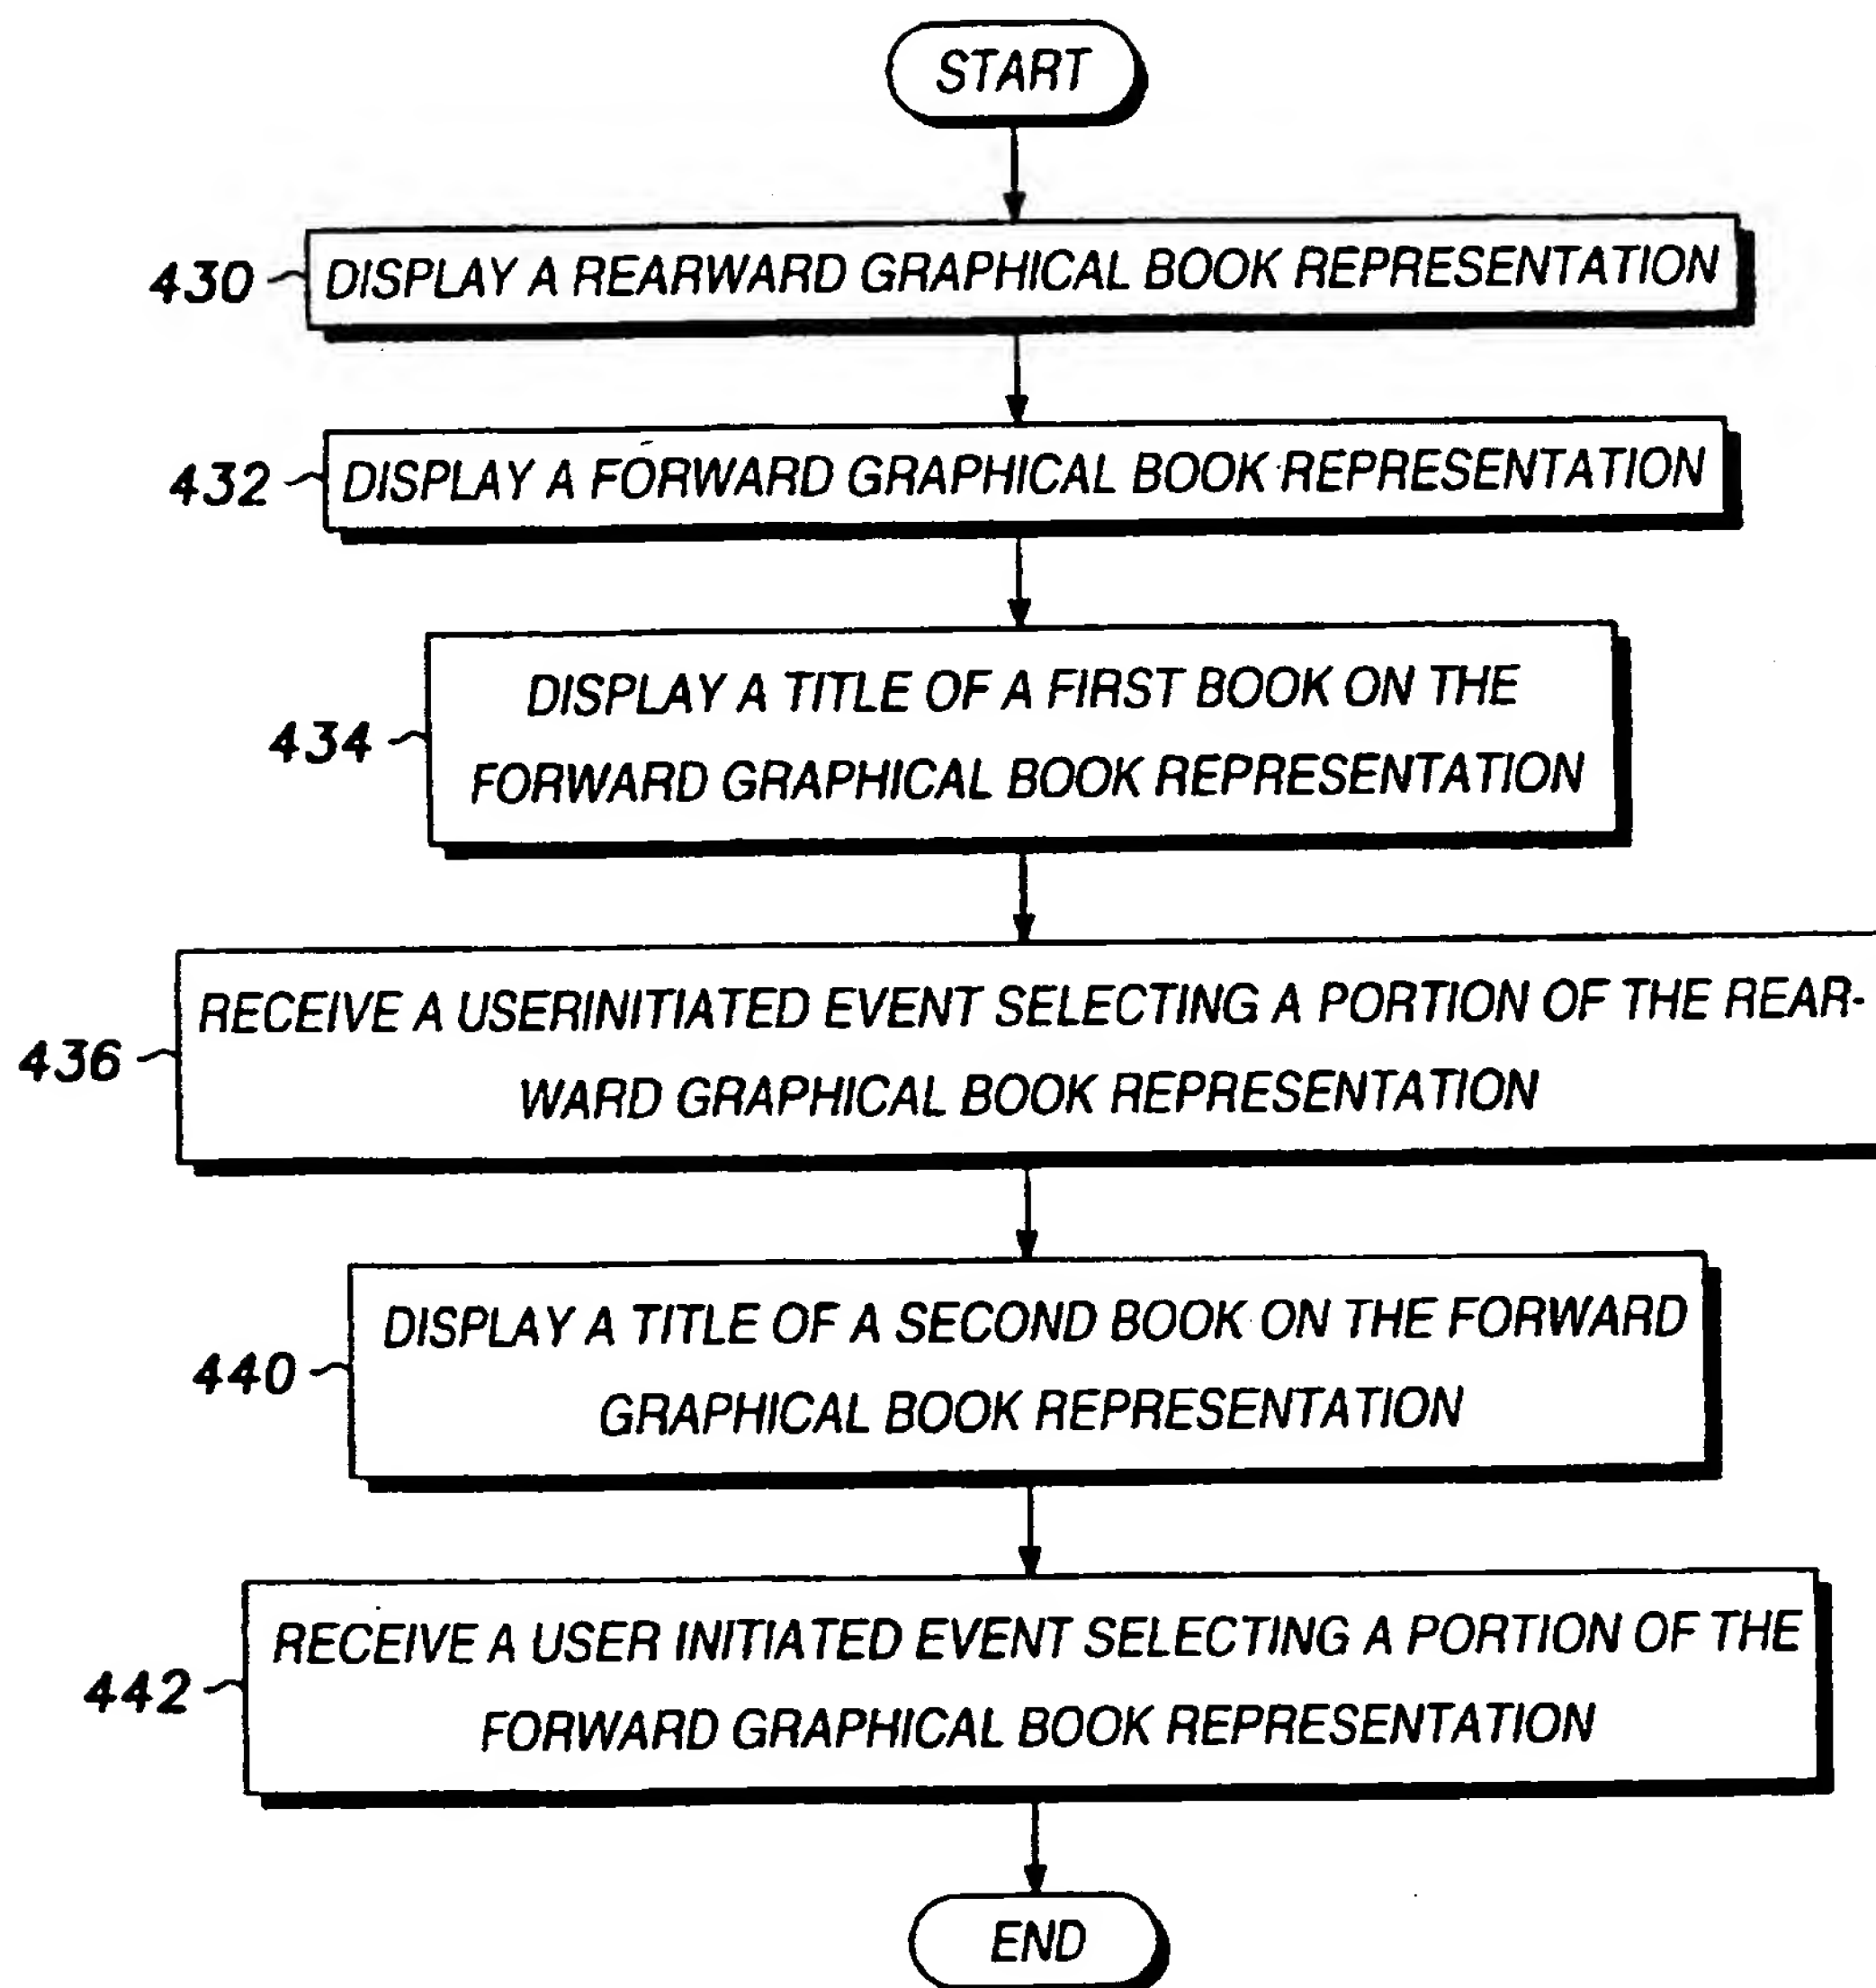 START
430 DISPLAY A REARWARD GRAPHICAL BOOK REPRESENTATION
432 DISPLAY A FORWARD GRAPHICAL BOOK REPRESENTATION
434
DISPLAY A TITLE OF A FIRST BOOK ON THE
FORWARD GRAPHICAL BOOK REPRESENTATION
436
RECEIVE A USERINITIATED EVENT SELECTING A PORTION OF THE REAR-
WARD GRAPHICAL BOOK REPRESENTATION
440
DISPLAY A TITLE OF A SECOND BOOK ON THE FORWARD
GRAPHICAL BOOK REPRESENTATION
442
RECEIVE A USER INITIATED EVENT SELECTING A PORTION OF THE
FORWARD GRAPHICAL BOOK REPRESENTATION
END